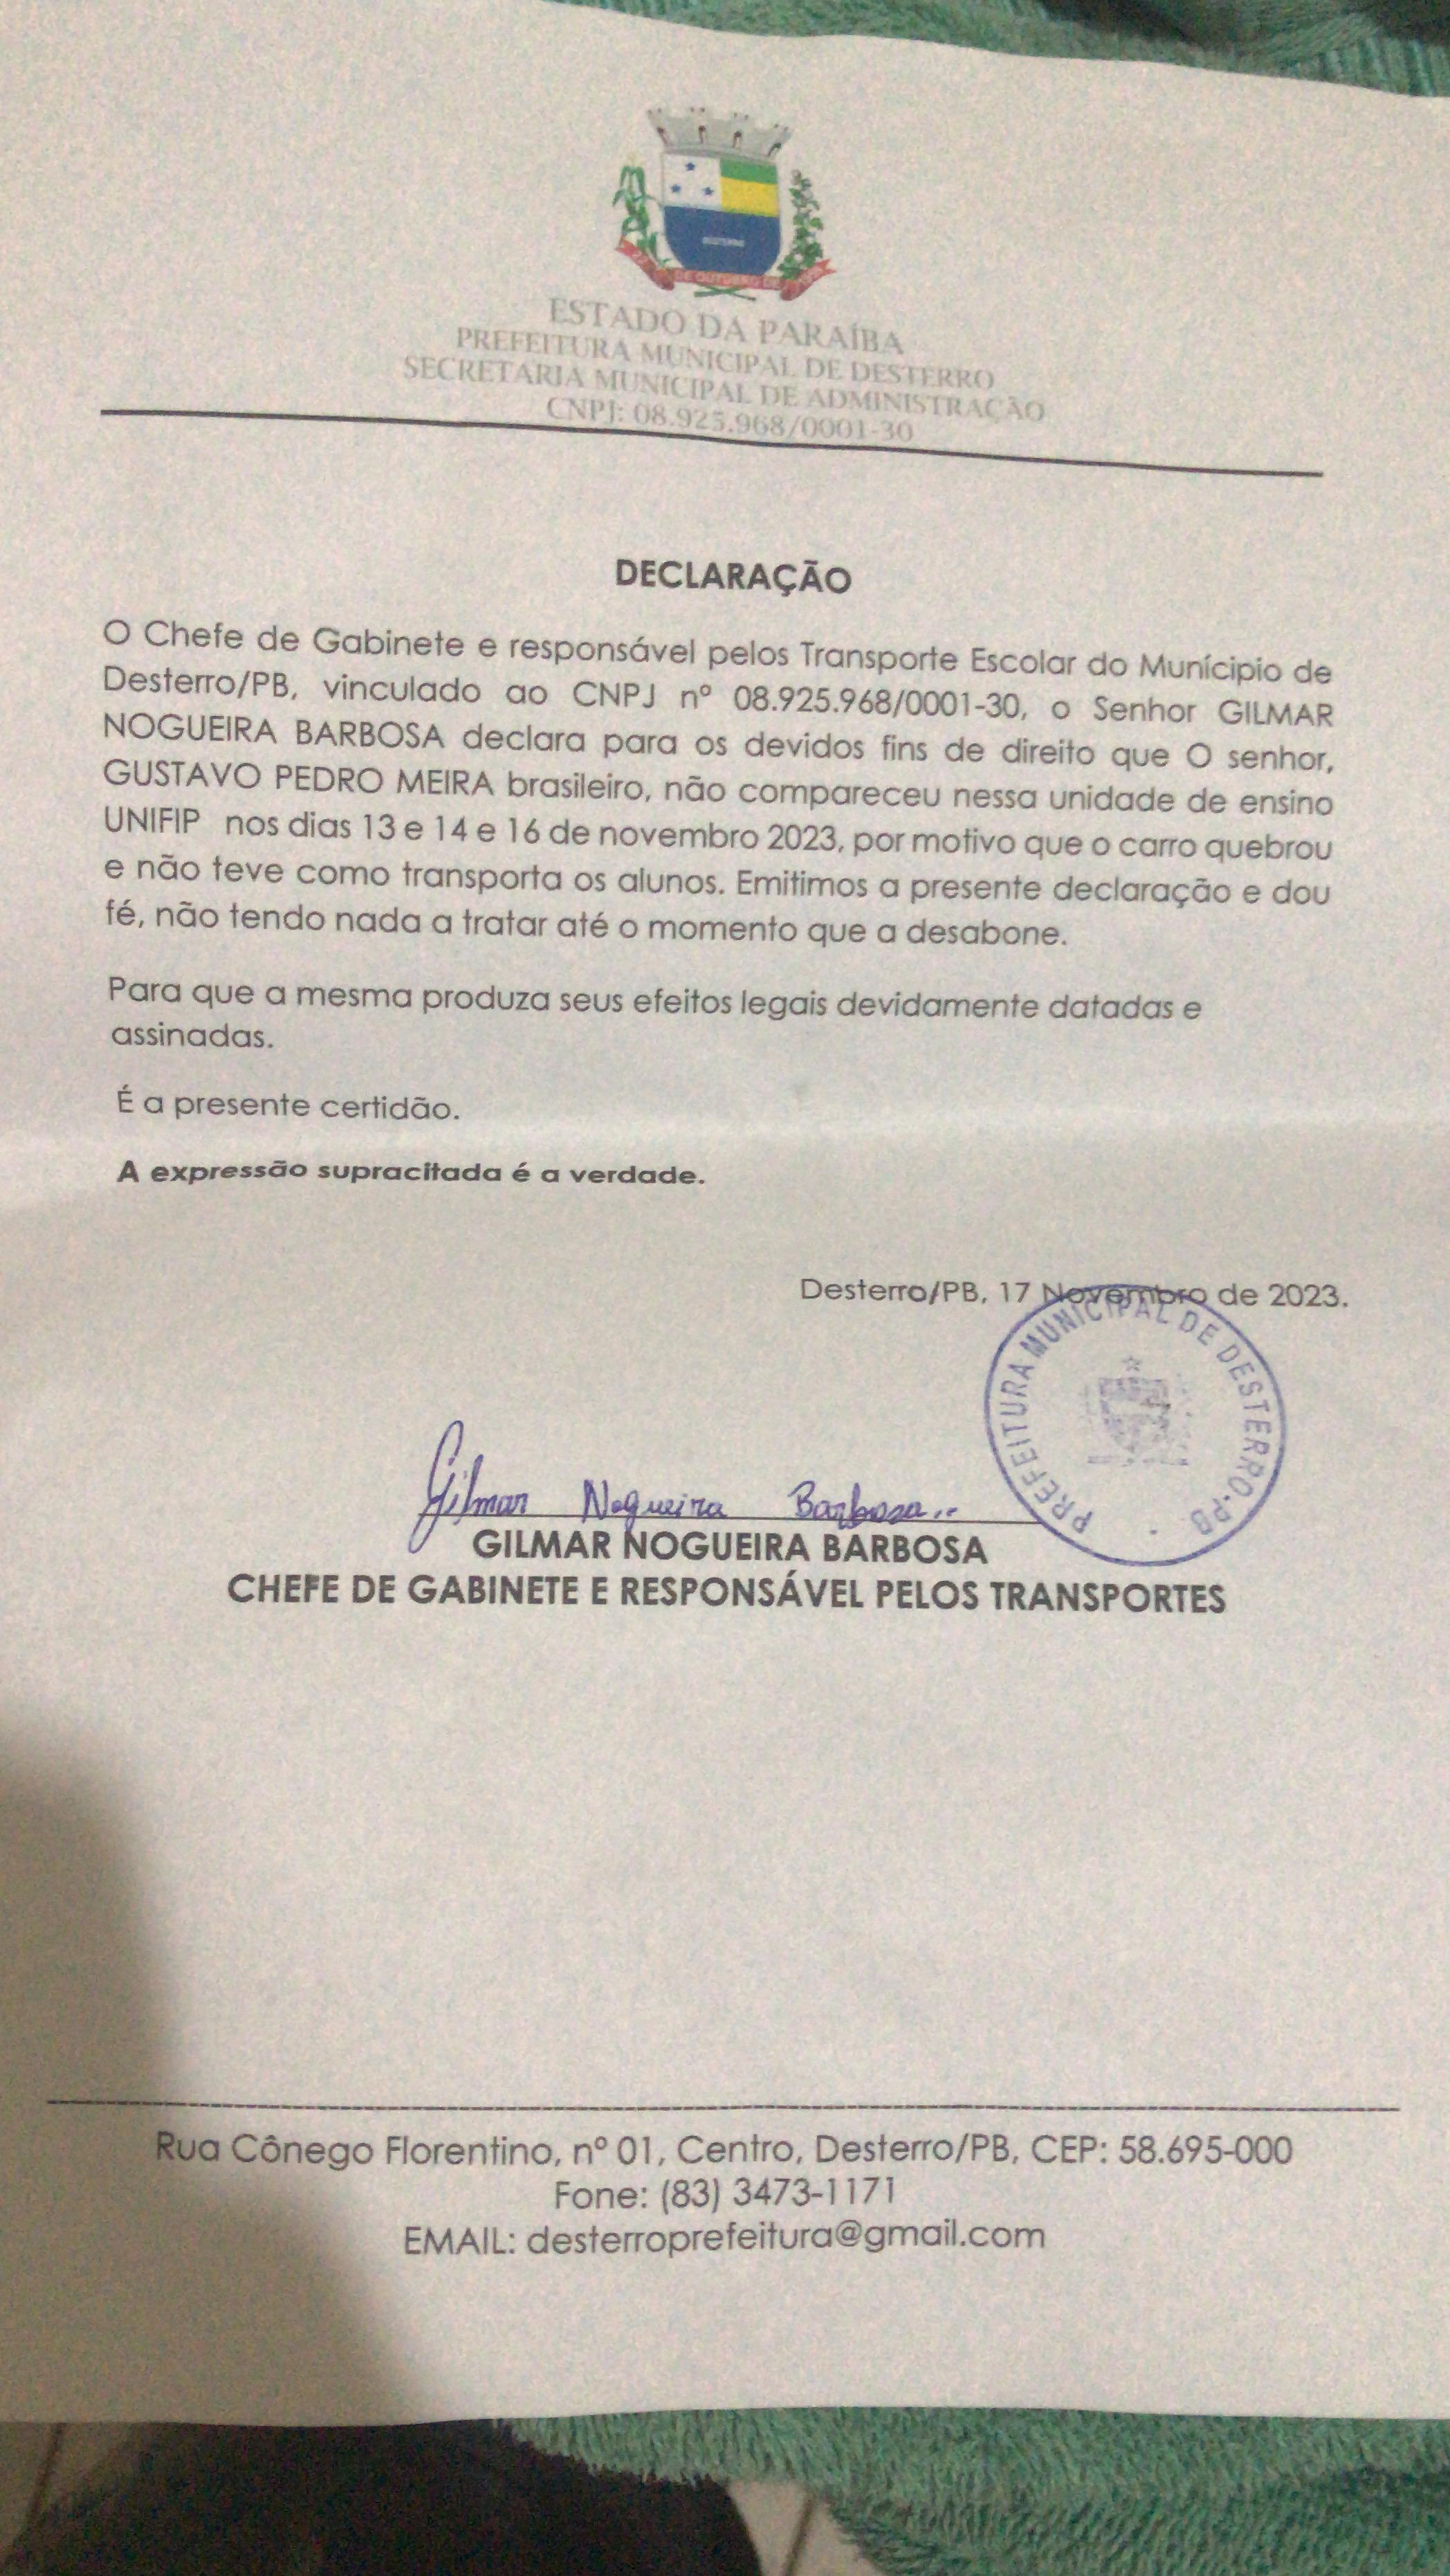 DESTERRO
DE OUTUBRO DE
ESTADO DA PARAÍBA
PREFEITURA MUNICIPAL DE DESTERRO
SECRETARIA MUNICIPAL DE ADMINISTRAÇÃO
CNPJ: 08.925.968/0001-30
DECLARAÇÃO
O Chefe de Gabinete e responsável pelos Transporte Escolar do Munícipio de
Desterro/PB, vinculado ao CNPJ nº 08.925.968/0001-30, o Senhor GILMAR
NOGUEIRA BARBOSA declara para os devidos fins de direito que O senhor,
GUSTAVO PEDRO MEIRA brasileiro, não compareceu nessa unidade de ensino
UNIFIP nos dias 13 e 14 e 16 de novembro 2023, por motivo que o carro quebrou
e não teve como transporta os alunos. Emitimos a presente declaração e dou
fé, não tendo nada a tratar até o momento que a desabone.
Para que a mesma produza seus efeitos legais devidamente datadas e
assinadas.
É a presente certidão.
A expressão supracitada é a verdade.
Desterro/PB, 17 Novembro de 2023.
PREFEITURA MUNICIPAL DE DESTERRO-PB
Gilmar Nogueira Barbosa..
GILMAR NOGUEIRA BARBOSA
CHEFE DE GABINETE E RESPONSÁVEL PELOS TRANSPORTES
Rua Cônego Florentino, nº 01, Centro, Desterro/PB, CEP: 58.695-000
Fone: (83) 3473-1171
EMAIL: desterroprefeitura@gmail.com